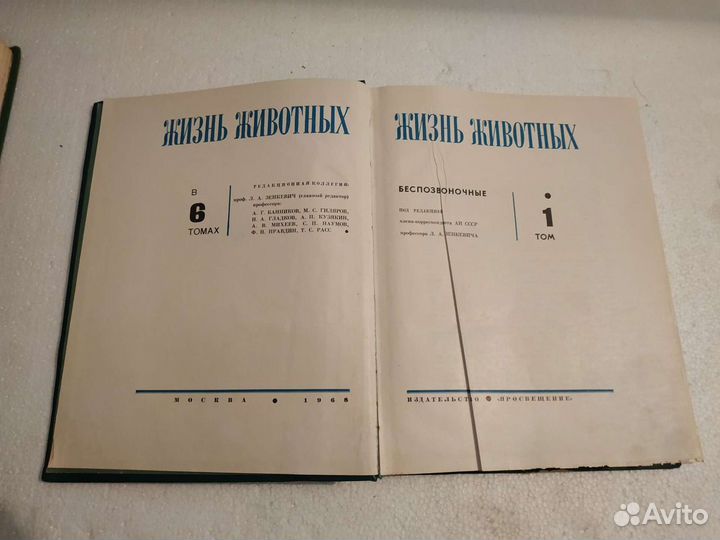 ЖИЗНЬ ЖИВОТНЫХ
В
6
ТОМАХ
РЕДАКЦИОННАЯ КОЛЛЕГИЯ:
проф. Л. А. ЗЕНКЕВИЧ (главный редактор)
профессора:
А. Г. БАННИКОВ, М. С. ГИЛЯРОВ,
Н. А. ГЛАДКОВ, А. П. КУЗЯКИН,
А. В. МИХЕЕВ, С. П. НАУМОВ,
Ф. Н. ПРАВДИН, Т. С. РАСС
МОСКВА • 1968
ЖИЗНЬ ЖИВОТНЫХ
БЕСПОЗВОНОЧНЫЕ
ПОД РЕДАКЦИЕЙ
члена-корреспондента АН СССР
профессора Л. А. ЗЕНКЕВИЧА
1
ТОМ
ИЗДАТЕЛЬСТВО • «ПРОСВЕЩЕНИЕ»
Avito